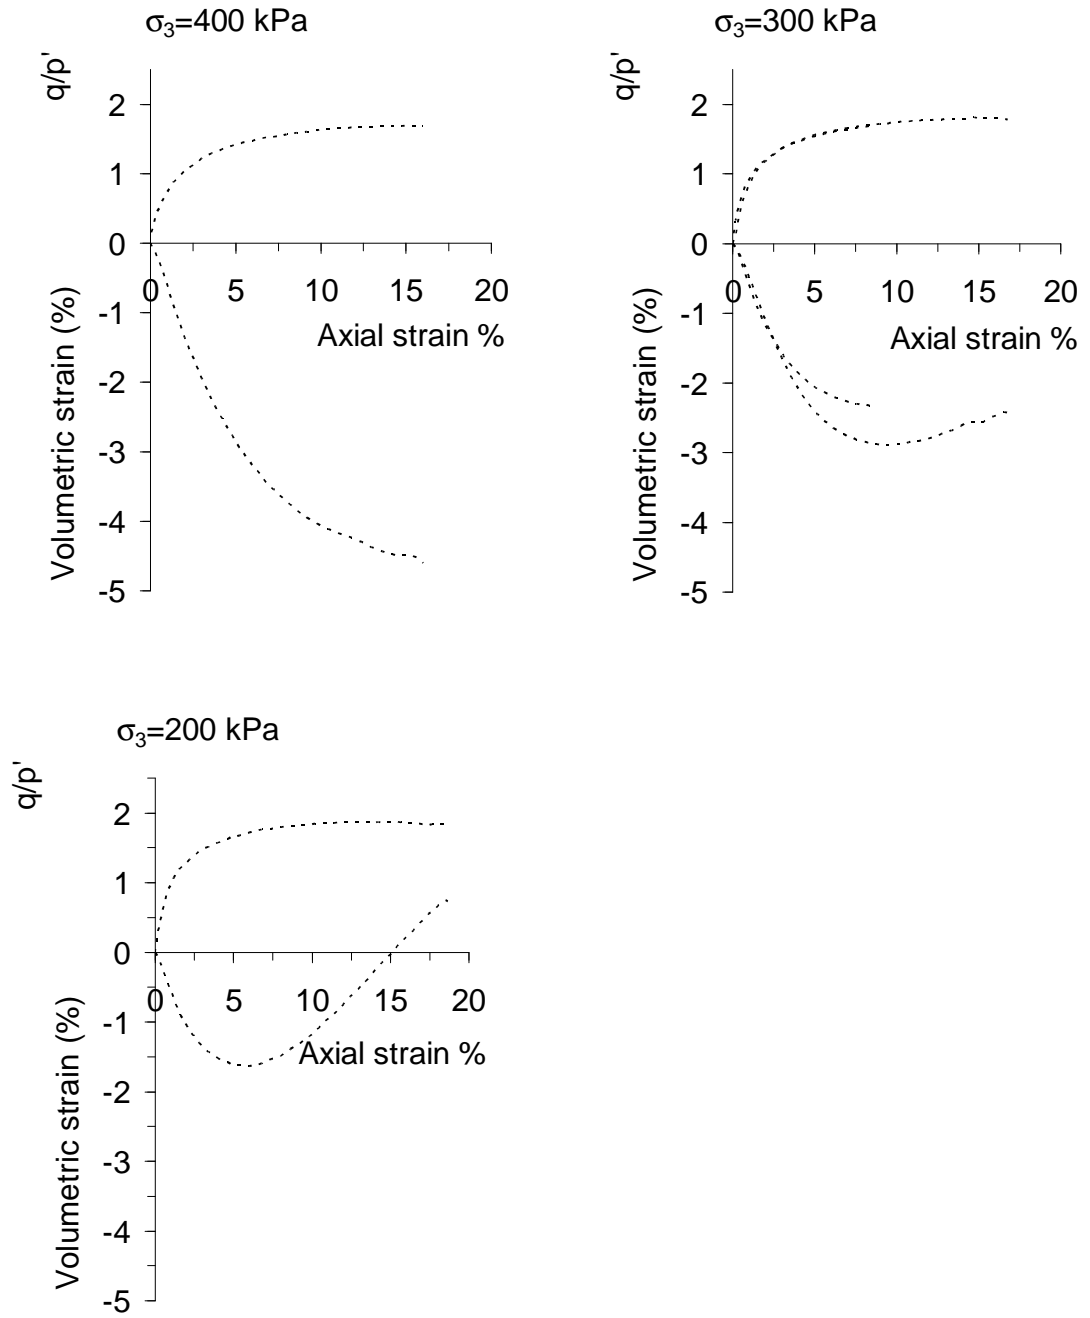 σ3=400 kPa
q/p'
2
1
0
0 5 10 15 20
-1
Axial strain %
-2
-3
-4
-5
Volumetric strain (%)
σ3=300 kPa
q/p'
2
1
0
0 5 10 15 20
-1
Axial strain %
-2
-3
-4
-5
Volumetric strain (%)
σ3=200 kPa
q/p'
2
1
0
0 5 10 15 20
-1
Axial strain %
-2
-3
-4
-5
Volumetric strain (%)